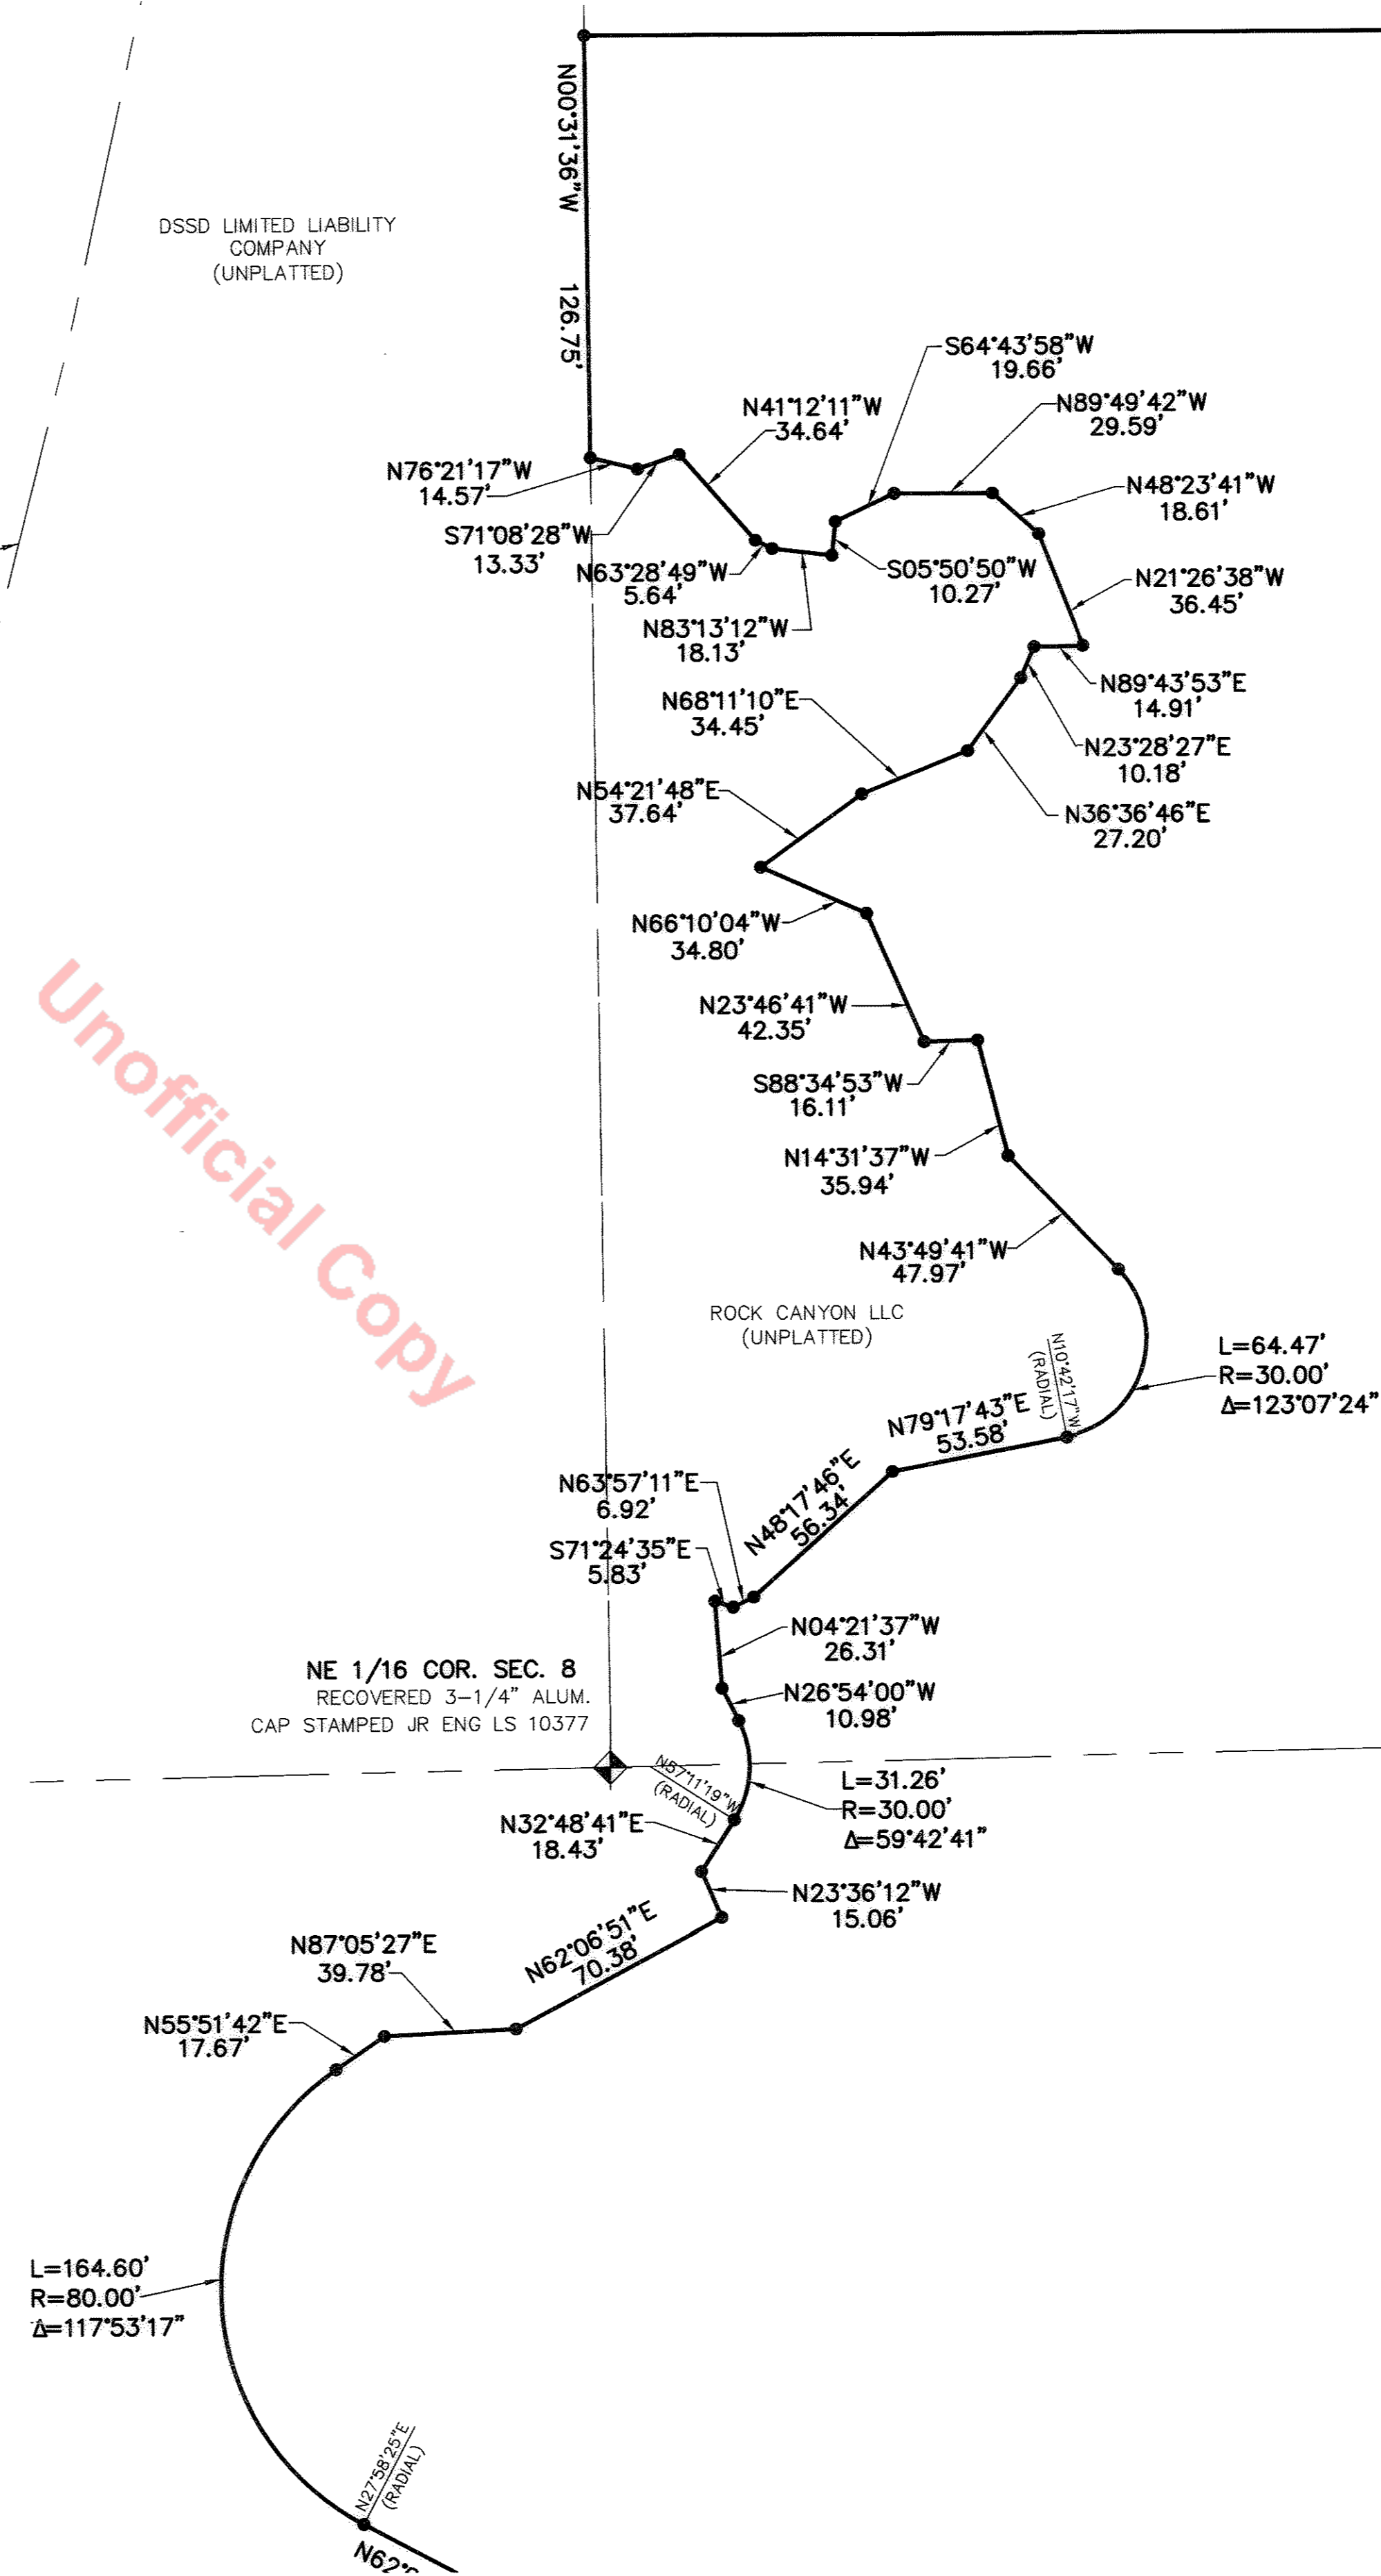 N00°31'36"W 126.75'
DSSD LIMITED LIABILITY
COMPANY
(UNPLATTED)
S64°43'58"W
19.66'
N89°49'42"W
29.59'
N41°12'11"W
34.64'
N76°21'17"W
14.57'
N48°23'41"W
18.61'
S71°08'28"W
13.33'
N63°28'49"W
5.64'
S05°50'50"W
10.27'
N21°26'38"W
36.45'
N83°13'12"W
18.13'
N89°43'53"E
14.91'
N68°11'10"E
34.45'
N23°28'27"E
10.18'
N54°21'48"E
37.64'
N36°36'46"E
27.20'
N66°10'04"W
34.80'
N23°46'41"W
42.35'
Unofficial Copy
S88°34'53"W
16.11'
N14°31'37"W
35.94'
N43°49'41"W
47.97'
ROCK CANYON LLC
(UNPLATTED)
N10°42'17"W
(RADIAL)
L=64.47'
R=30.00'
Δ=123°07'24"
N79°17'43"E
53.58'
N48°17'46"E
56.34'
N63°57'11"E
6.92'
S71°24'35"E
5.83'
N04°21'37"W
26.31'
NE 1/16 COR. SEC. 8
RECOVERED 3-1/4" ALUM.
CAP STAMPED JR ENG LS 10377
N26°54'00"W
10.98'
N57°11'19"W
(RADIAL)
L=31.26'
R=30.00'
Δ=59°42'41"
N32°48'41"E
18.43'
N23°36'12"W
15.06'
N62°06'51"E
70.38'
N87°05'27"E
39.78'
N55°51'42"E
17.67'
L=164.60'
R=80.00'
Δ=117°53'17"
N27°58'25"E
(RADIAL)